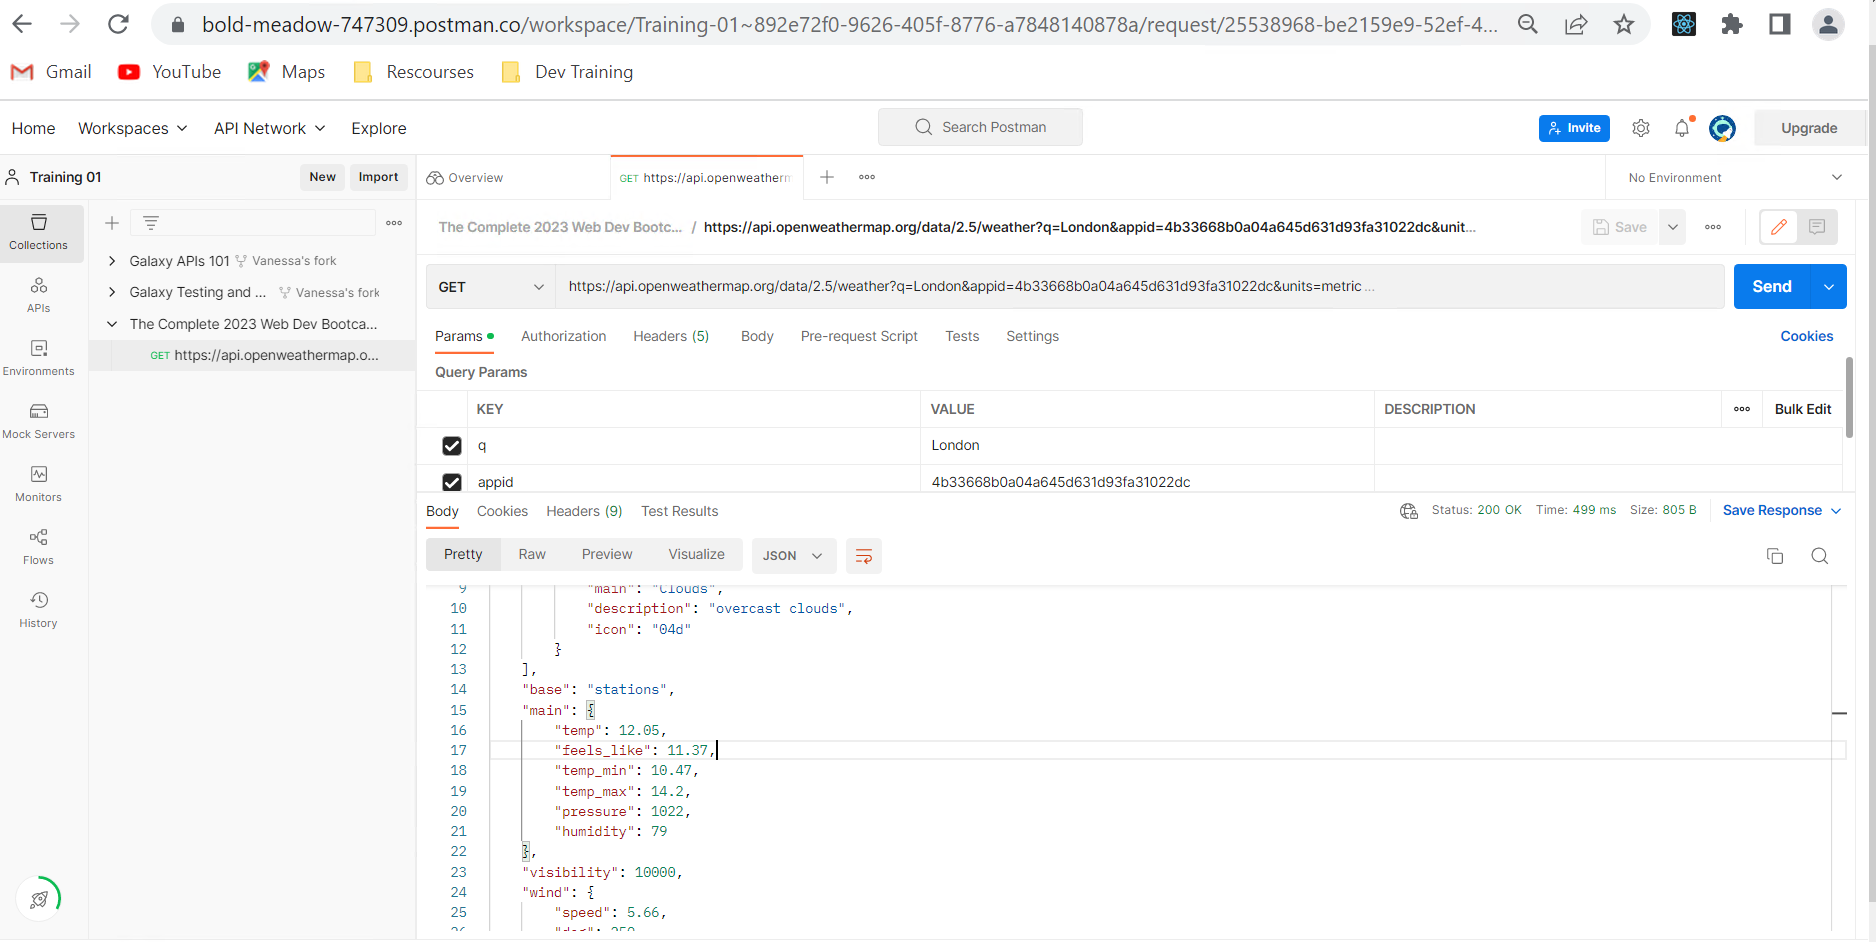 bold-meadow-747309.postman.co/workspace/Training-01~892e72f0-9626-405f-8776-a7848140878a/request/25538968-be2159e9-52ef-4...
Gmail YouTube Maps Rescourses Dev Training
Home Workspaces API Network Explore Search Postman Invite Upgrade
Training 01 New Import Overview GET https://api.openweatherm No Environment
Collections
The Complete 2023 Web Dev Bootc... / https://api.openweathermap.org/data/2.5/weather?q=London&appid=4b33668b0a04a645d631d93fa31022dc&unit... Save
Galaxy APIs 101 Vanessa's fork
Galaxy Testing and ... Vanessa's fork
The Complete 2023 Web Dev Bootca...
GET https://api.openweathermap.o...
APIs
Environments
Mock Servers
Monitors
Flows
History
GET https://api.openweathermap.org/data/2.5/weather?q=London&appid=4b33668b0a04a645d631d93fa31022dc&units=metric ... Send
Params Authorization Headers (5) Body Pre-request Script Tests Settings Cookies
Query Params
KEY VALUE DESCRIPTION Bulk Edit
q London
appid 4b33668b0a04a645d631d93fa31022dc
Body Cookies Headers (9) Test Results Status: 200 OK Time: 499 ms Size: 805 B Save Response
Pretty Raw Preview Visualize JSON
9 "main": "Clouds",
10 "description": "overcast clouds",
11 "icon": "04d"
12 }
13 ],
14 "base": "stations",
15 "main": {
16 "temp": 12.05,
17 "feels_like": 11.37,
18 "temp_min": 10.47,
19 "temp_max": 14.2,
20 "pressure": 1022,
21 "humidity": 79
22 },
23 "visibility": 10000,
24 "wind": {
25 "speed": 5.66,